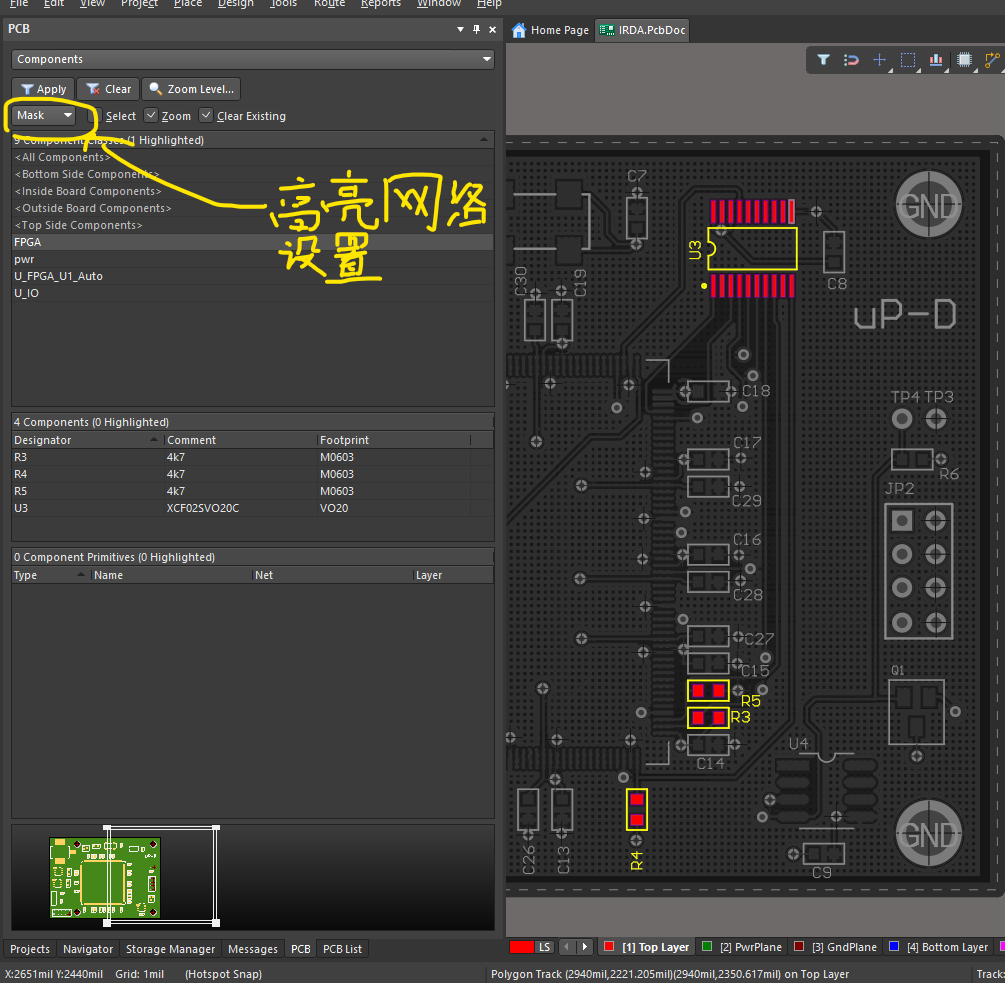 File Edit View Project Place Design Tools Route Reports Window Help
PCB
Home Page IRDA.PcbDoc
Components
Apply Clear Zoom Level...
Mask Select Zoom Clear Existing
9 Component Classes (1 Highlighted)
<All Components>
<Bottom Side Components>
<Inside Board Components>
<Outside Board Components>
<Top Side Components>
FPGA
pwr
U_FPGA_U1_Auto
U_IO
高亮网络
设置
4 Components (0 Highlighted)
Designator Comment Footprint
R3 4k7 M0603
R4 4k7 M0603
R5 4k7 M0603
U3 XCF02SVO20C VO20
0 Component Primitives (0 Highlighted)
Type Name Net Layer
C7
GND
U3
C8
C30
C19
uP-D
C18
TP4 TP3
C17
R6
C29
JP2
C16
C28
C27
C15
Q1
R5
R3
C14
U4
C26
C13
R4
GND
C9
Projects Navigator Storage Manager Messages PCB PCB List
LS [1] Top Layer [2] PwrPlane [3] GndPlane [4] Bottom Layer
X:2651mil Y:2440mil Grid: 1mil (Hotspot Snap)
Polygon Track (2940mil,2221.205mil)(2940mil,2350.617mil) on Top Layer
Track: